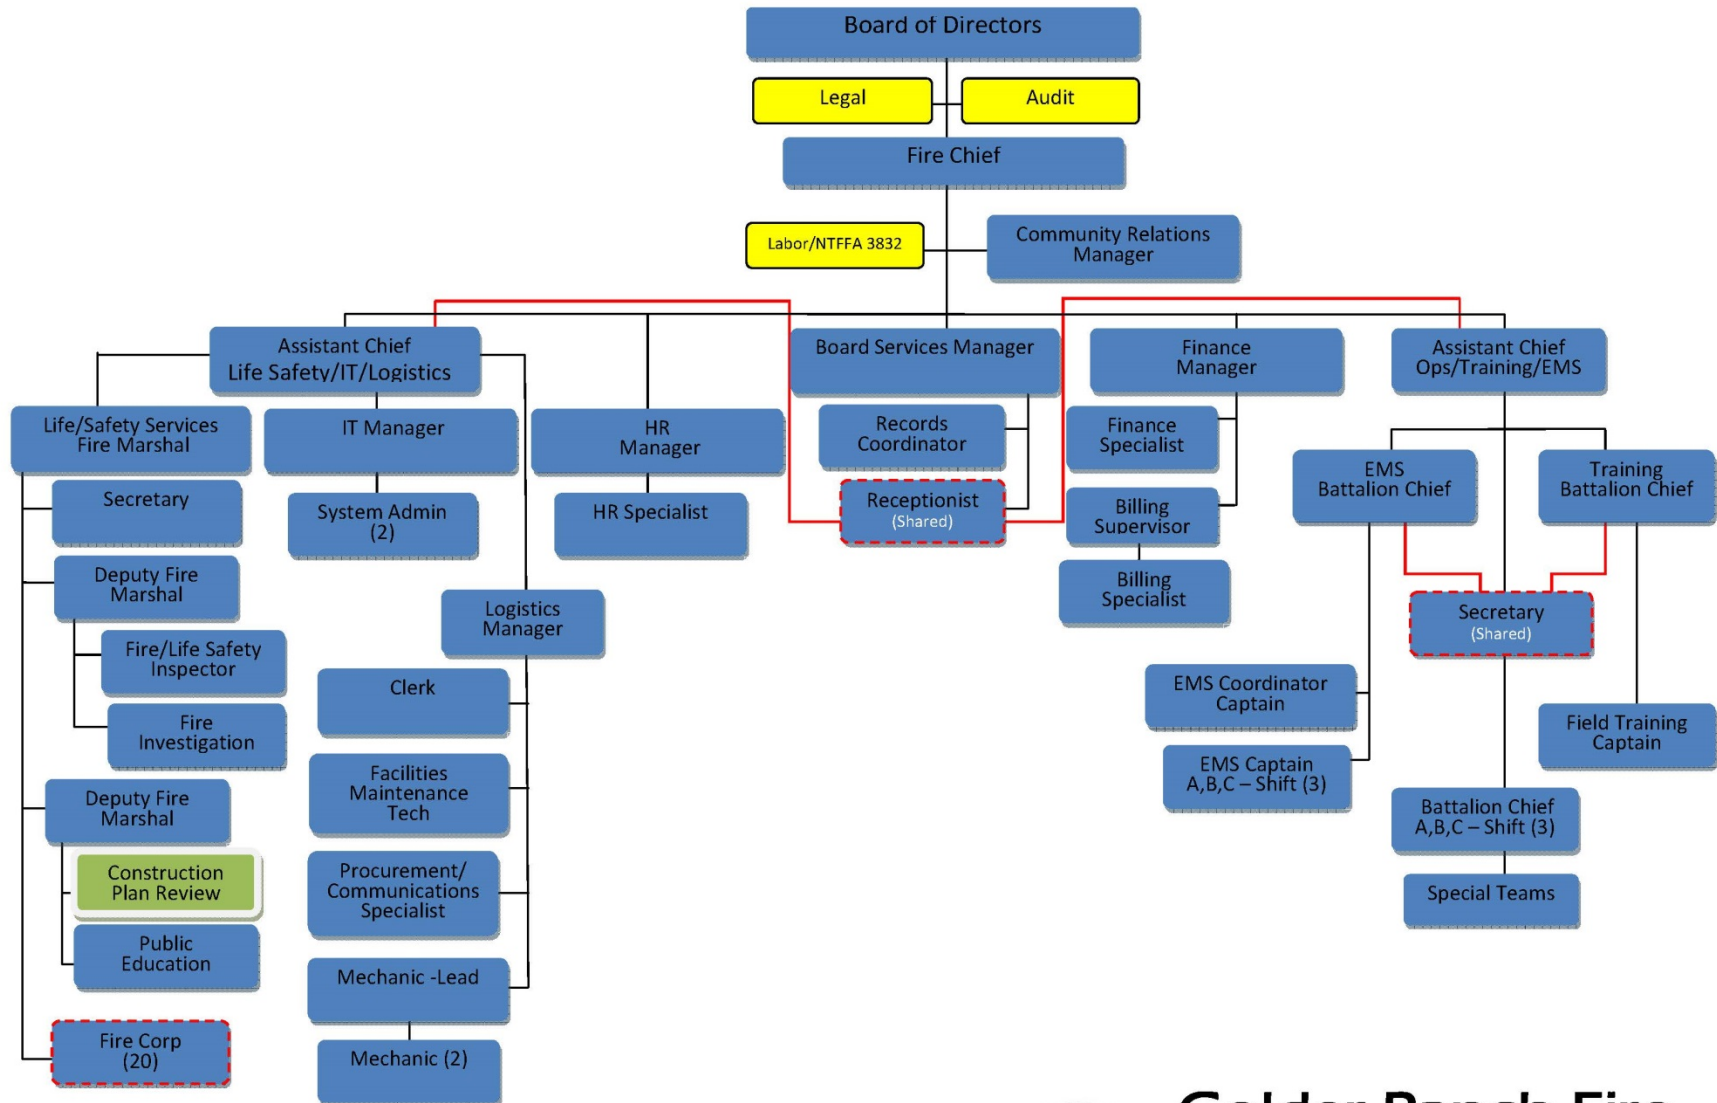 Board of Directors
Legal
Audit
Fire Chief
Labor/NTFFA 3832
Community Relations
Manager
Assistant Chief
Life Safety/IT/Logistics
Board Services Manager
Finance
Manager
Assistant Chief
Ops/Training/EMS
Life/Safety Services
Fire Marshal
IT Manager
HR
Manager
Records
Coordinator
Finance
Specialist
EMS
Battalion Chief
Training
Battalion Chief
Secretary
System Admin
(2)
HR Specialist
Receptionist
(Shared)
Billing
Supervisor
Deputy Fire
Marshal
Logistics
Manager
Billing
Specialist
Secretary
(Shared)
Fire/Life Safety
Inspector
Clerk
EMS Coordinator
Captain
Fire
Investigation
Field Training
Captain
Facilities
Maintenance
Tech
EMS Captain
A,B,C – Shift (3)
Deputy Fire
Marshal
Battalion Chief
A,B,C – Shift (3)
Construction
Plan Review
Procurement/
Communications
Specialist
Special Teams
Public
Education
Mechanic -Lead
Fire Corp
(20)
Mechanic (2)
Golder Ranch Fire